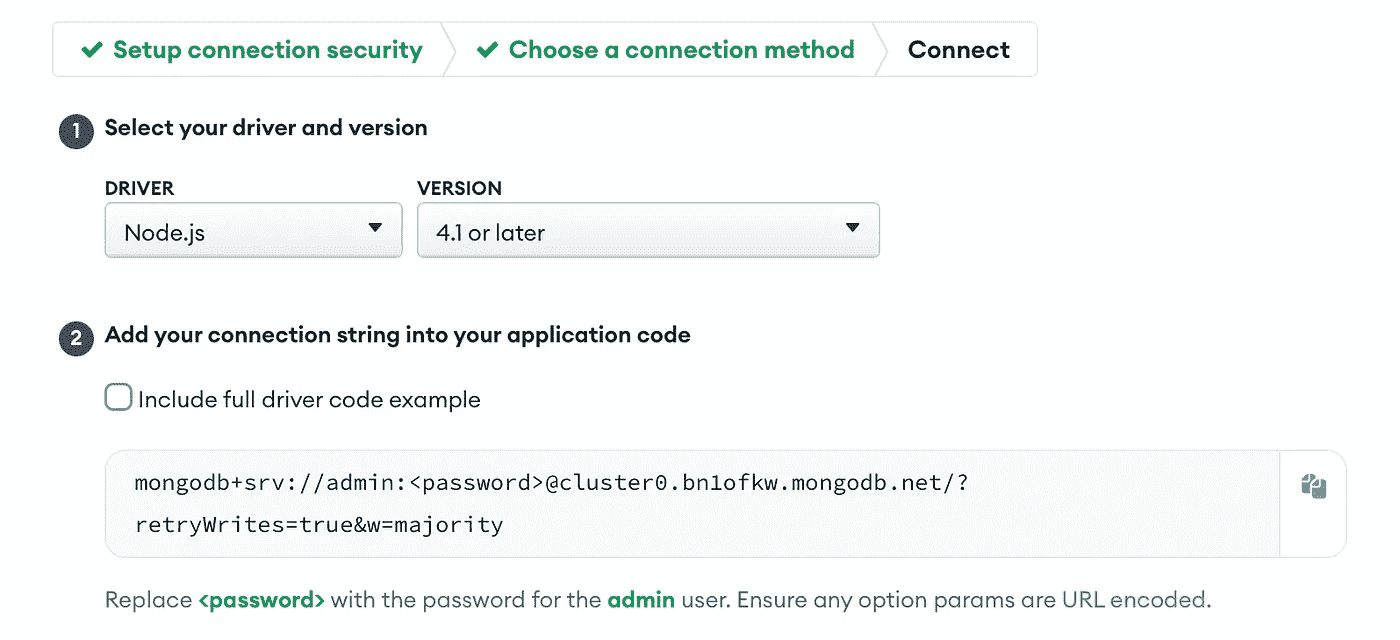 Setup connection security Choose a connection method Connect
1 Select your driver and version
DRIVER VERSION
Node.js 4.1 or later
2 Add your connection string into your application code
Include full driver code example
mongodb+srv://admin:<password>@cluster0.bn1ofkw.mongodb.net/?
retryWrites=true&w=majority
Replace <password> with the password for the admin user. Ensure any option params are URL encoded.